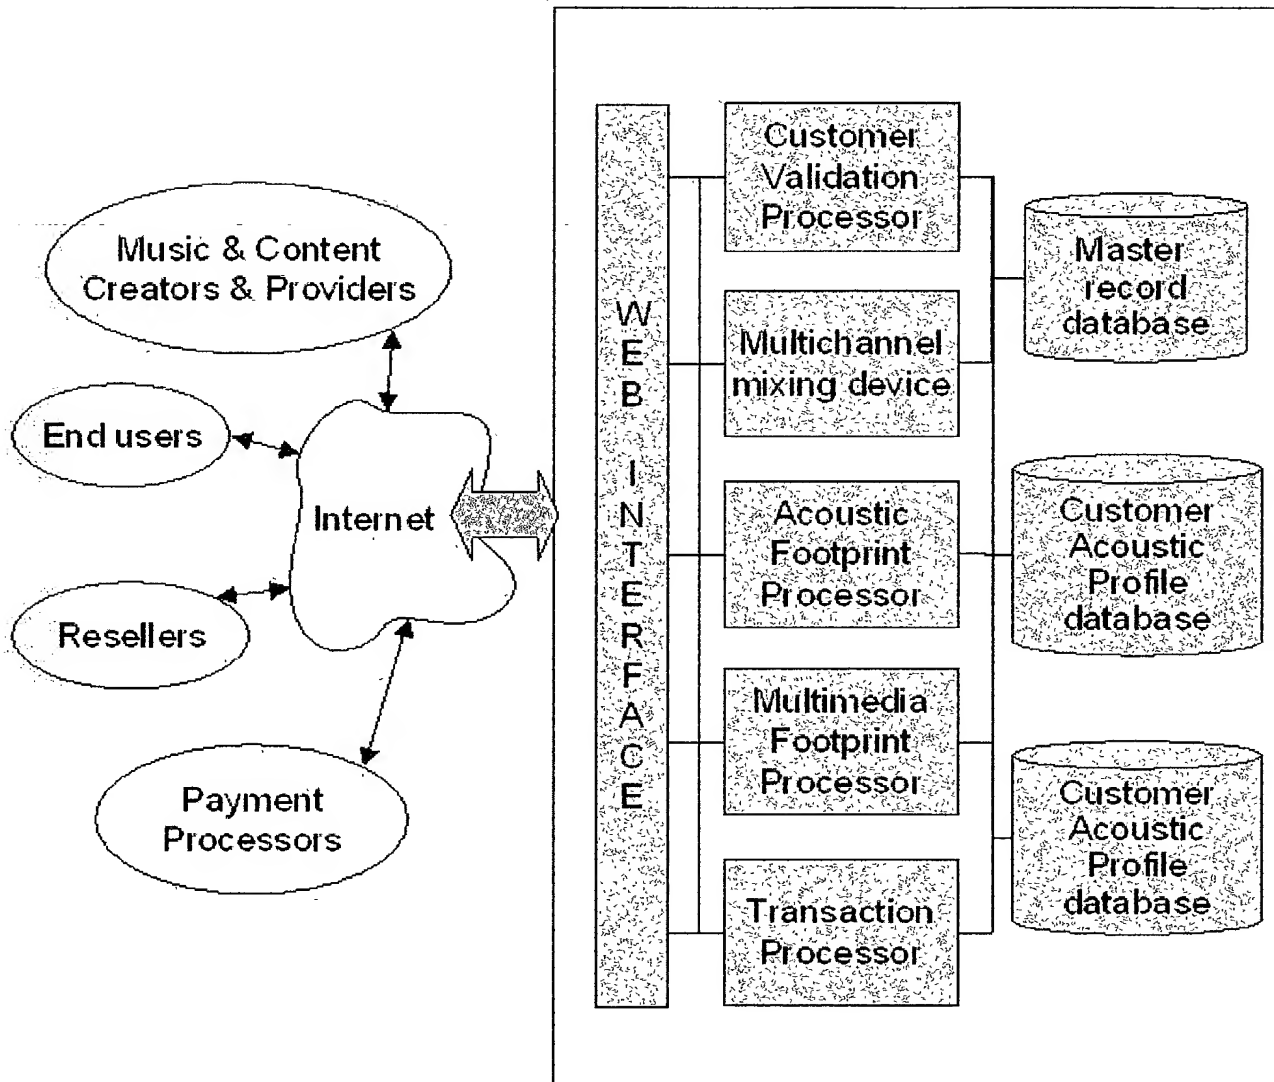 Music & Content
Creators & Providers
End users
Internet
Resellers
Payment
Processors
WEB INTERFACE
Customer
Validation
Processor
Multichannel
mixing device
Acoustic
Footprint
Processor
Multimedia
Footprint
Processor
Transaction
Processor
Master
record
database
Customer
Acoustic
Profile
database
Customer
Acoustic
Profile
database